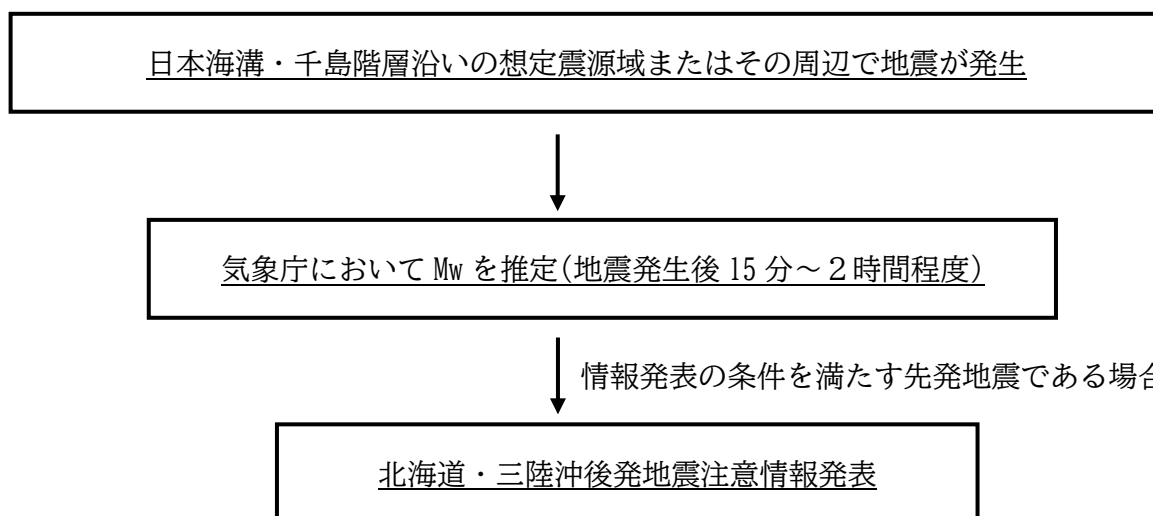 日本海溝・千島階層沿いの想定震源域またはその周辺で地震が発生
気象庁において Mw を推定(地震発生後 15 分～２時間程度)
情報発表の条件を満たす先発地震である場合
北海道・三陸沖後発地震注意情報発表